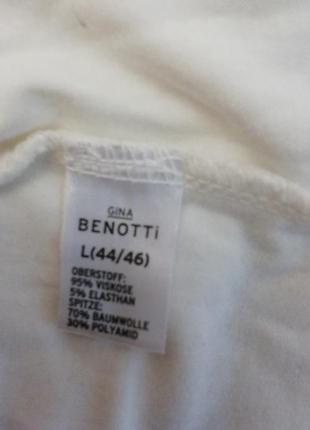 GINA
BENOTTi
L(44/46)
OBERSTOFF:
95% VISKOSE
5% ELASTHAN
SPITZE:
70% BAUMWOLLE
30% POLYAMID